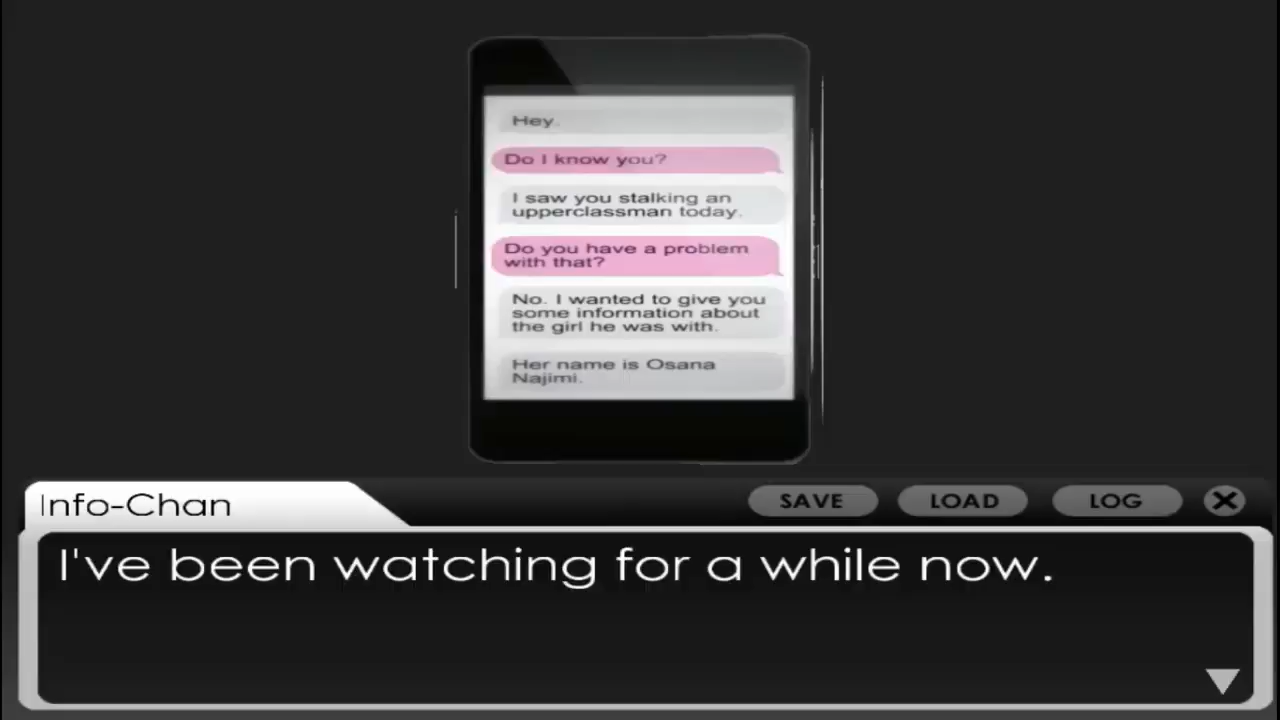 Hey.
Do I know you?
I saw you stalking an
upperclassman today.
Do you have a problem
with that?
No. I wanted to give you
some information about
the girl he was with.
Her name is Osana
Najimi.
Info-Chan
SAVE LOAD LOG X
I've been watching for a while now.